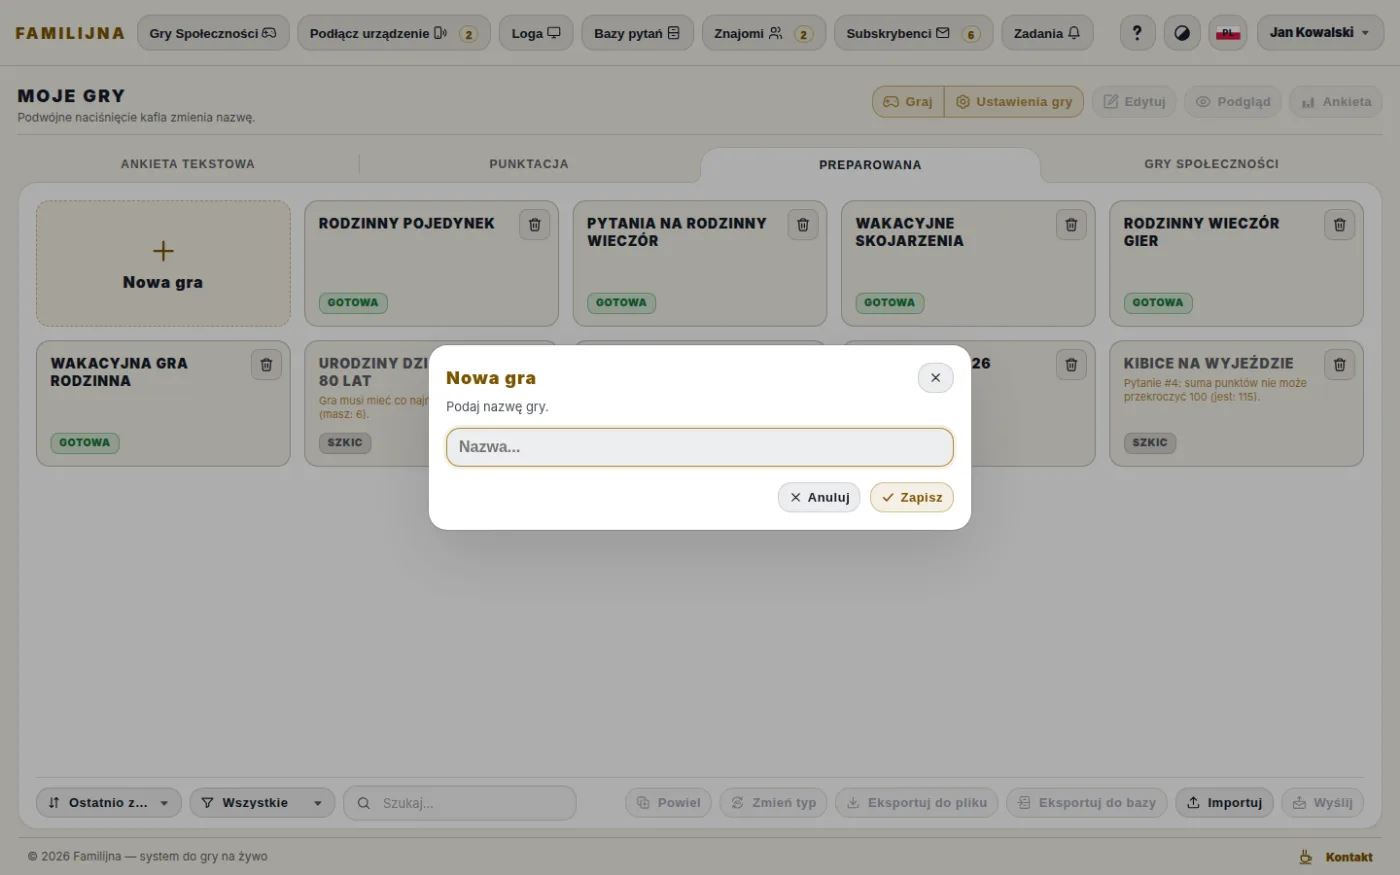 FAMILIJNA
Gry Społeczności
Podłącz urządzenie 2
Loga
Bazy pytań
Znajomi 2
Subskrybenci 6
Zadania
?
PL
Jan Kowalski
MOJE GRY
Podwójne naciśnięcie kafla zmienia nazwę.
Graj
Ustawienia gry
Edytuj
Podgląd
Ankieta
ANKIETA TEKSTOWA
PUNKTACJA
PREPAROWANA
GRY SPOŁECZNOŚCI
Nowa gra
RODZINNY POJEDYNEK
GOTOWA
PYTANIA NA RODZINNY
WIECZÓR
GOTOWA
WAKACYJNE
SKOJARZENIA
GOTOWA
RODZINNY WIECZÓR
GIER
GOTOWA
WAKACYJNA GRA
RODZINNA
GOTOWA
URODZINY
80 LAT
Gra musi mieć co
(masz: 6).
SZKIC
26
KIBICE NA WYJEŹDZIE
Pytanie #4: suma punktów nie może
przekroczyć 100 (jest: 115).
SZKIC
Nowa gra
Podaj nazwę gry.
Nazwa...
Anuluj
Zapisz
Ostatnio z...
Wszystkie
Szukaj...
Powiel
Zmień typ
Eksportuj do pliku
Eksportuj do bazy
Importuj
Wyślij
© 2026 Familijna — system do gry na żywo
Kontakt